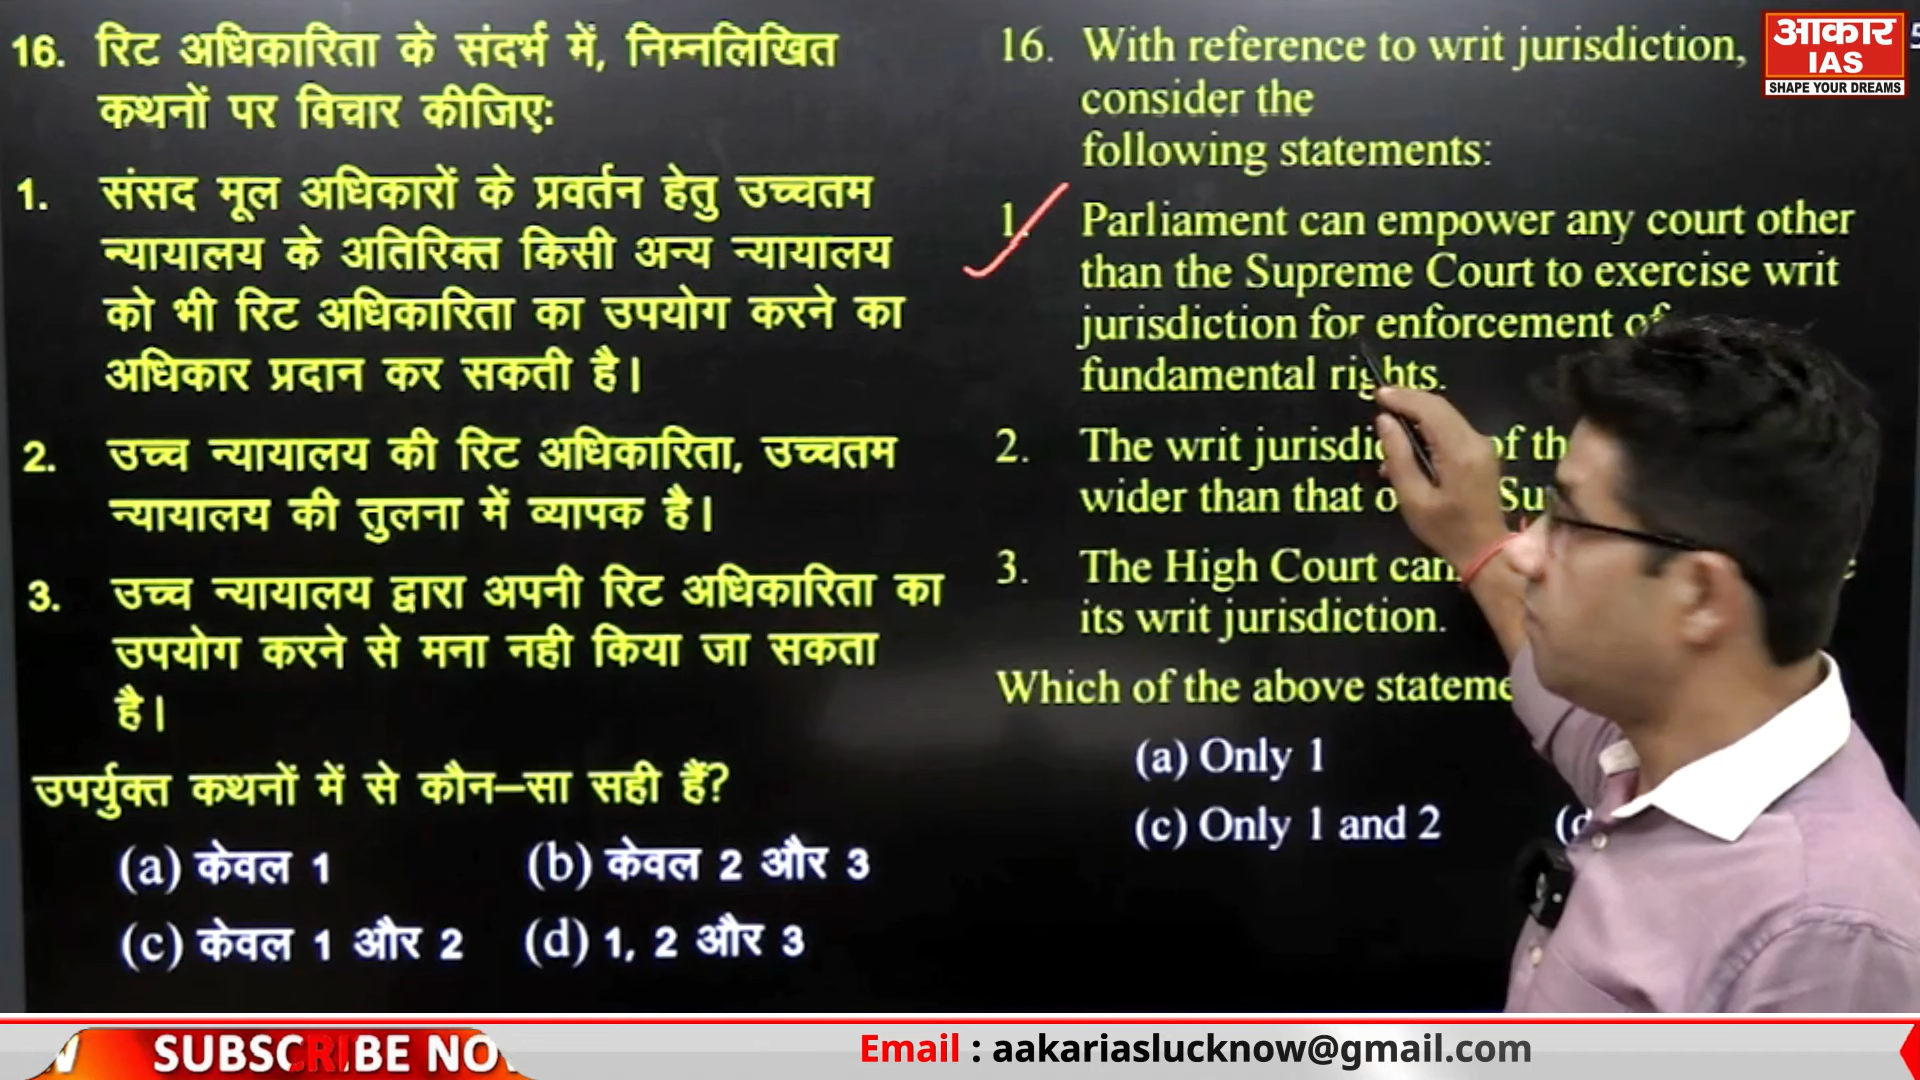 16. रिट अधिकारिता के संदर्भ में, निम्नलिखित
कथनों पर विचार कीजिए:
1. संसद मूल अधिकारों के प्रवर्तन हेतु उच्चतम
न्यायालय के अतिरिक्त किसी अन्य न्यायालय
को भी रिट अधिकारिता का उपयोग करने का
अधिकार प्रदान कर सकती है।
2. उच्च न्यायालय की रिट अधिकारिता, उच्चतम
न्यायालय की तुलना में व्यापक है।
3. उच्च न्यायालय द्वारा अपनी रिट अधिकारिता का
उपयोग करने से मना नही किया जा सकता
है।
उपर्युक्त कथनों में से कौन–सा सही हैं?
(a) केवल 1 (b) केवल 2 और 3
(c) केवल 1 और 2 (d) 1, 2 और 3
16. With reference to writ jurisdiction,
consider the
following statements:
1. Parliament can empower any court other
than the Supreme Court to exercise writ
jurisdiction for enforcement of
fundamental rights.
2. The writ of
wider than that
3. The High Court
its writ jurisdiction.
Which of the above
(a) Only 1
(c) Only 1 and 2
आकार
IAS
SHAPE YOUR DREAMS
SUBSCRIBE
Email : aakariaslucknow@gmail.com